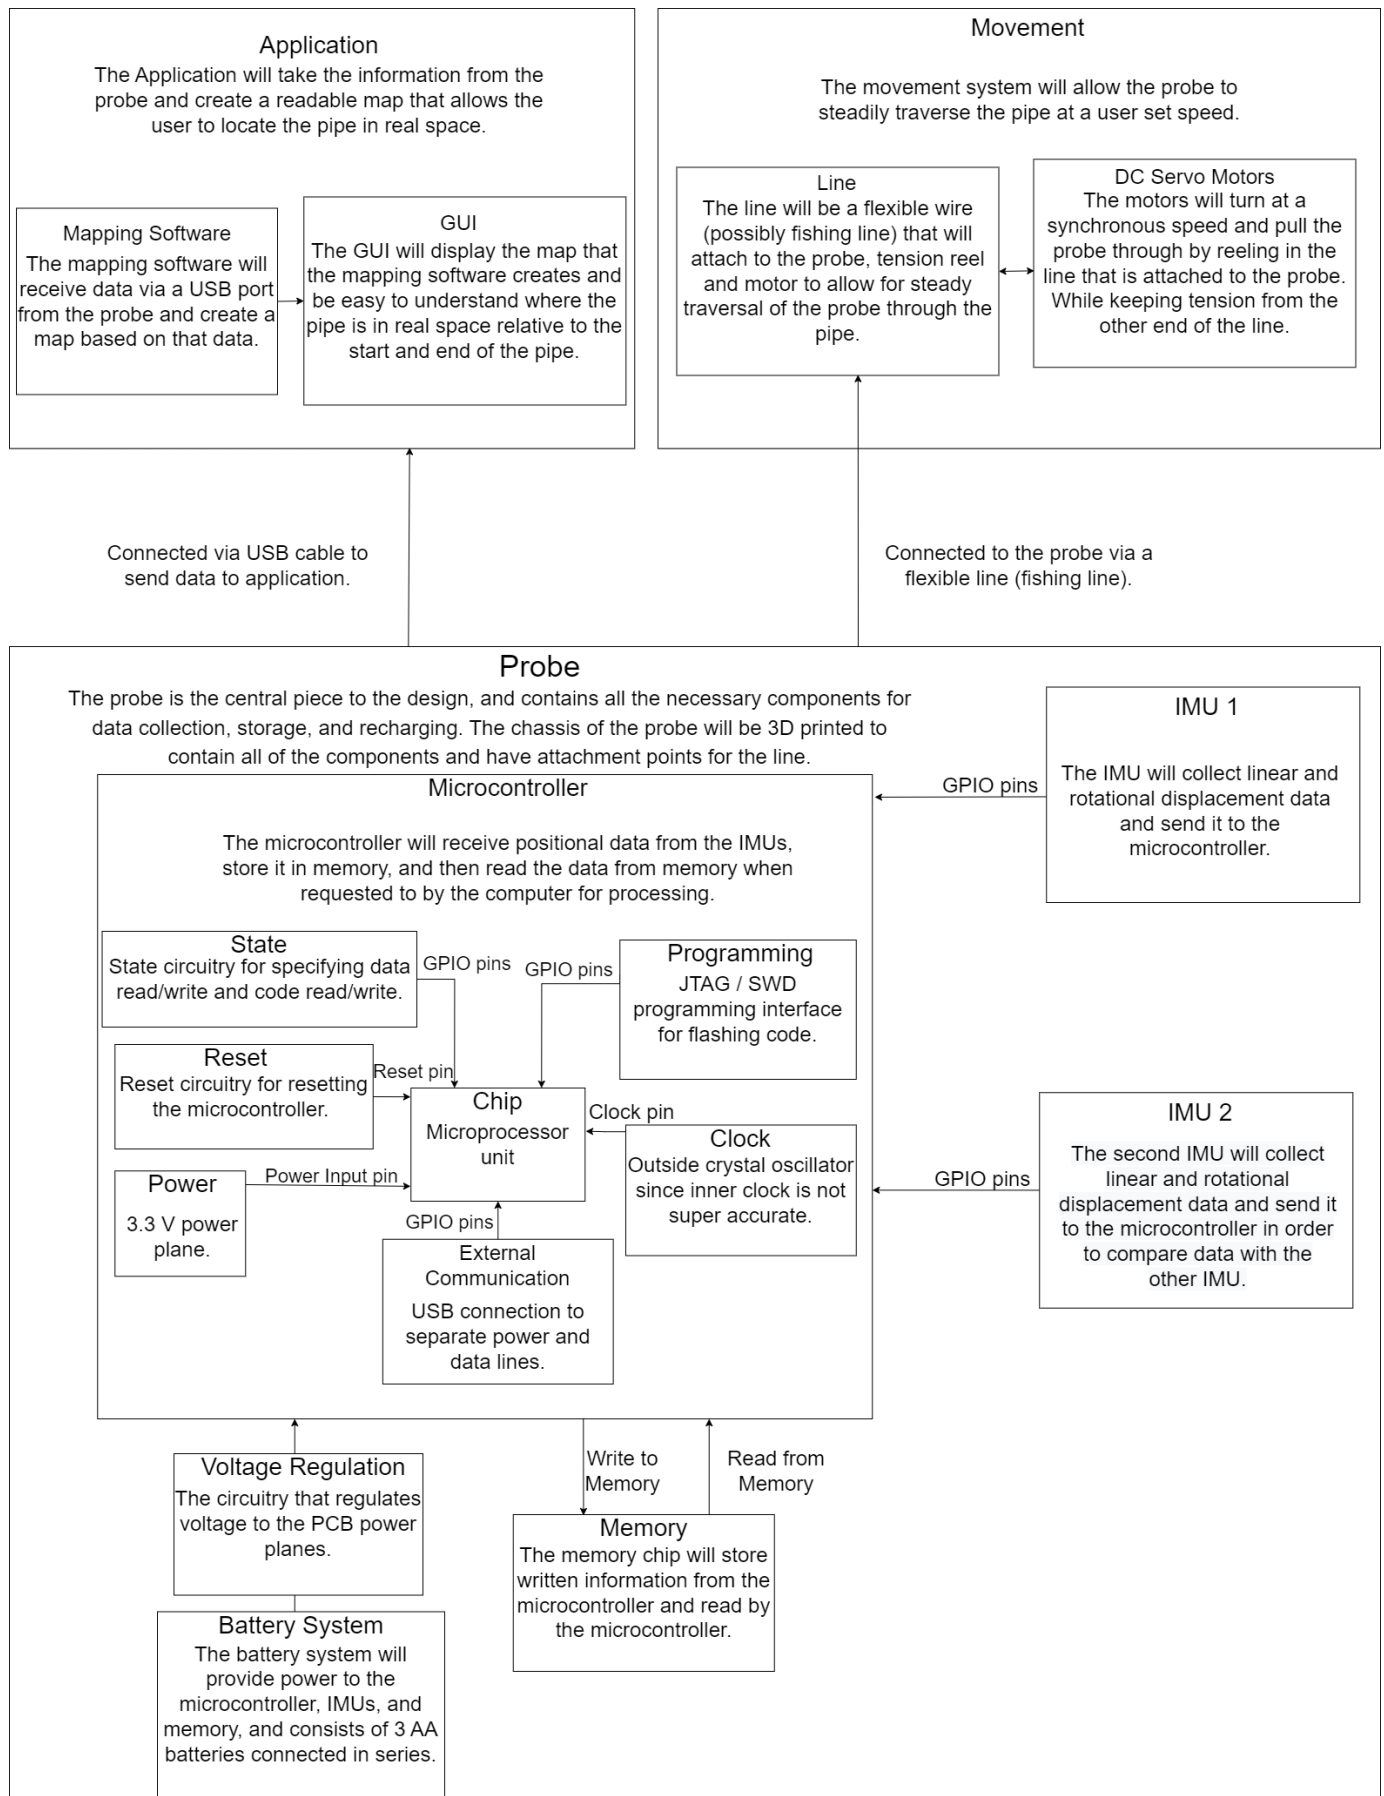 Application
The Application will take the information from the
probe and create a readable map that allows the
user to locate the pipe in real space.
Mapping Software
The mapping software will
receive data via a USB port
from the probe and create a
map based on that data.
GUI
The GUI will display the map that
the mapping software creates and
be easy to understand where the
pipe is in real space relative to the
start and end of the pipe.
Movement
The movement system will allow the probe to
steadily traverse the pipe at a user set speed.
Line
The line will be a flexible wire
(possibly fishing line) that will
attach to the probe, tension reel
and motor to allow for steady
traversal of the probe through the
pipe.
DC Servo Motors
The motors will turn at a
synchronous speed and pull the
probe through by reeling in the
line that is attached to the probe.
While keeping tension from the
other end of the line.
Connected via USB cable to
send data to application.
Connected to the probe via a
flexible line (fishing line).
Probe
The probe is the central piece to the design, and contains all the necessary components for
data collection, storage, and recharging. The chassis of the probe will be 3D printed to
contain all of the components and have attachment points for the line.
IMU 1
The IMU will collect linear and
rotational displacement data
and send it to the
microcontroller.
GPIO pins
Microcontroller
The microcontroller will receive positional data from the IMUs,
store it in memory, and then read the data from memory when
requested to by the computer for processing.
State
State circuitry for specifying data
read/write and code read/write.
GPIO pins
GPIO pins
Programming
JTAG / SWD
programming interface
for flashing code.
Reset
Reset circuitry for resetting
the microcontroller.
Reset pin
Chip
Microprocessor
unit
Clock pin
Clock
Outside crystal oscillator
since inner clock is not
super accurate.
Power
3.3 V power
plane.
Power Input pin
GPIO pins
External
Communication
USB connection to
separate power and
data lines.
IMU 2
The second IMU will collect
linear and rotational
displacement data and send it
to the microcontroller in order
to compare data with the
other IMU.
GPIO pins
Voltage Regulation
The circuitry that regulates
voltage to the PCB power
planes.
Write to
Memory
Read from
Memory
Memory
The memory chip will store
written information from the
microcontroller and read by
the microcontroller.
Battery System
The battery system will
provide power to the
microcontroller, IMUs, and
memory, and consists of 3 AA
batteries connected in series.